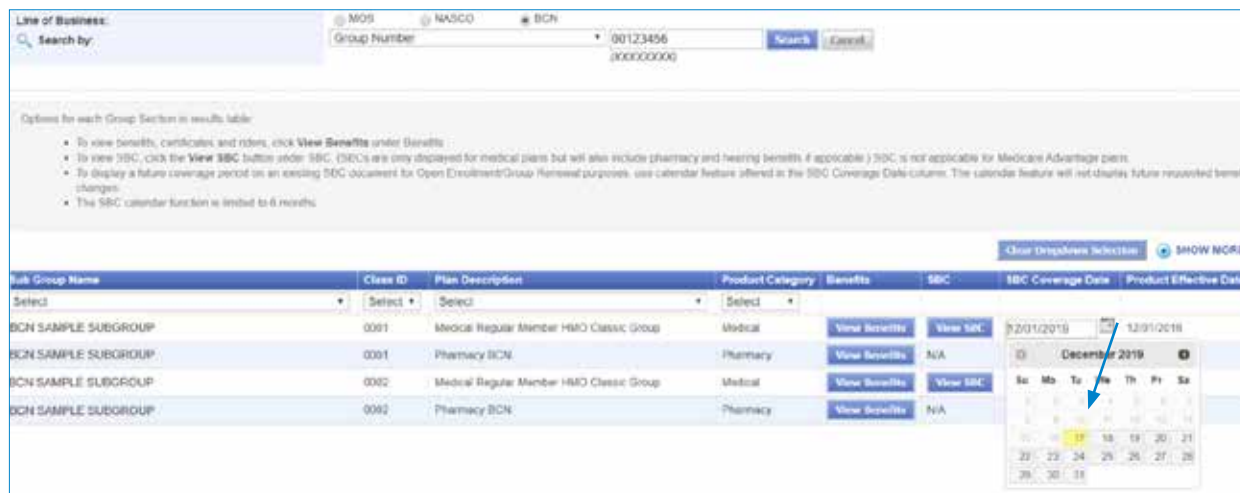 Line of Business: MOS NASCO BCN
Search by: Group Number 00123456 Search Cancel
(XXXXXXXX)
Options for each Group Section in results table:
• To view benefits, certificates and riders, click View Benefits under Benefits
• To view SBC, click the View SBC button under SBC. (SBCs are only displayed for medical plans but will also include pharmacy and hearing benefits if applicable.) SBC is not applicable for Medicare Advantage plans.
• To display a future coverage period on an existing SBC document for Open Enrollment/Group Renewal purposes, use calendar feature offered in the SBC Coverage Date column. The calendar feature will not display future requested
changes.
• The SBC calendar function is limited to 6 months.
Clear Dropdown Selection SHOW MORE
Sub Group Name Class ID Plan Description Product Category Benefits SBC SBC Coverage Date Product Effective Date
Select Select Select Select
BCN SAMPLE SUBGROUP 0001 Medical Regular Member HMO Classic Group Medical View Benefits View SBC 12/01/2019 12/01/2018
BCN SAMPLE SUBGROUP 0001 Pharmacy BCN Pharmacy View Benefits N/A
BCN SAMPLE SUBGROUP 0002 Medical Regular Member HMO Classic Group Medical View Benefits View SBC
BCN SAMPLE SUBGROUP 0002 Pharmacy BCN Pharmacy View Benefits N/A
December 2019
Su Mo Tu We Th Fr Sa
17 18 19 20 21
22 23 24 25 26 27 28
29 30 31